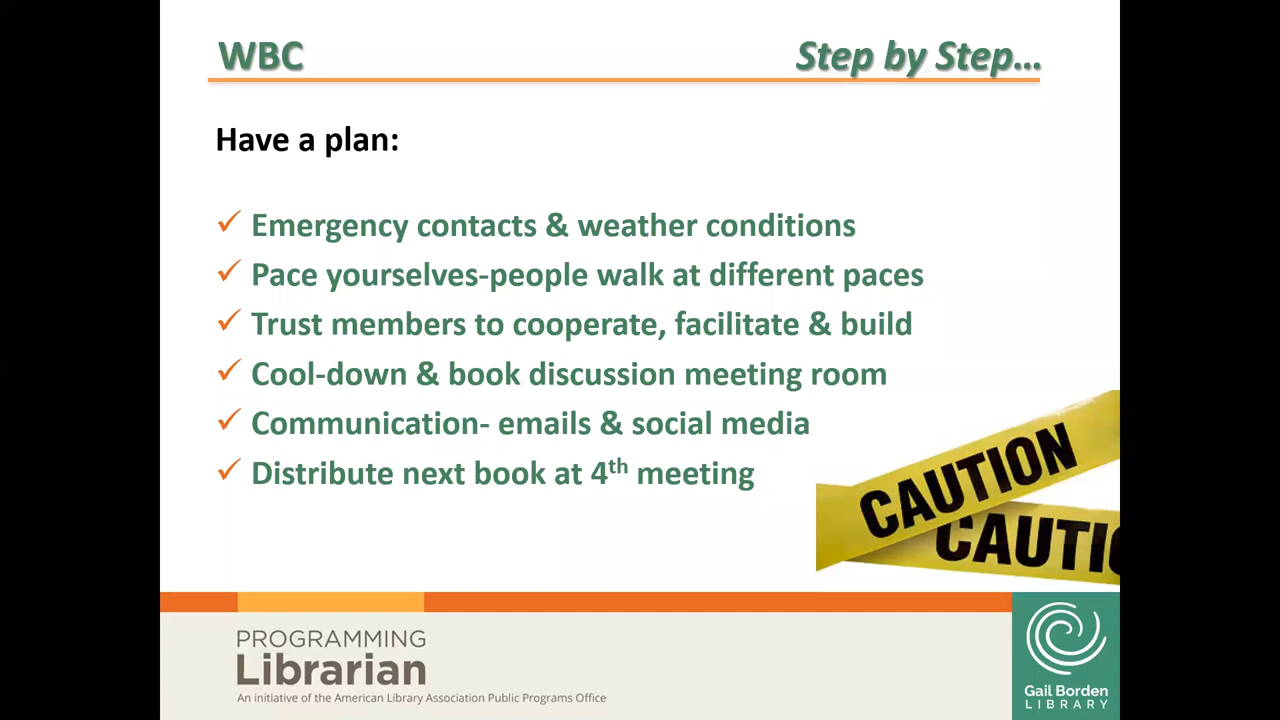 WBC
Step by Step...
Have a plan:
✓ Emergency contacts & weather conditions
✓ Pace yourselves-people walk at different paces
✓ Trust members to cooperate, facilitate & build
✓ Cool-down & book discussion meeting room
✓ Communication- emails & social media
✓ Distribute next book at 4th meeting
CAUTION
CAUTI
PROGRAMMING
Librarian
An initiative of the American Library Association Public Programs Office
Gail Borden
LIBRARY